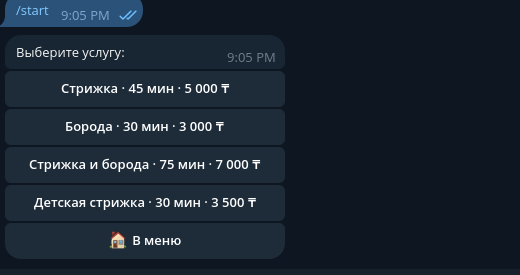 /start 9:05 PM
Выберите услугу:
9:05 PM
Стрижка · 45 мин · 5 000 ₸
Борода · 30 мин · 3 000 ₸
Стрижка и борода · 75 мин · 7 000 ₸
Детская стрижка · 30 мин · 3 500 ₸
🏠 В меню